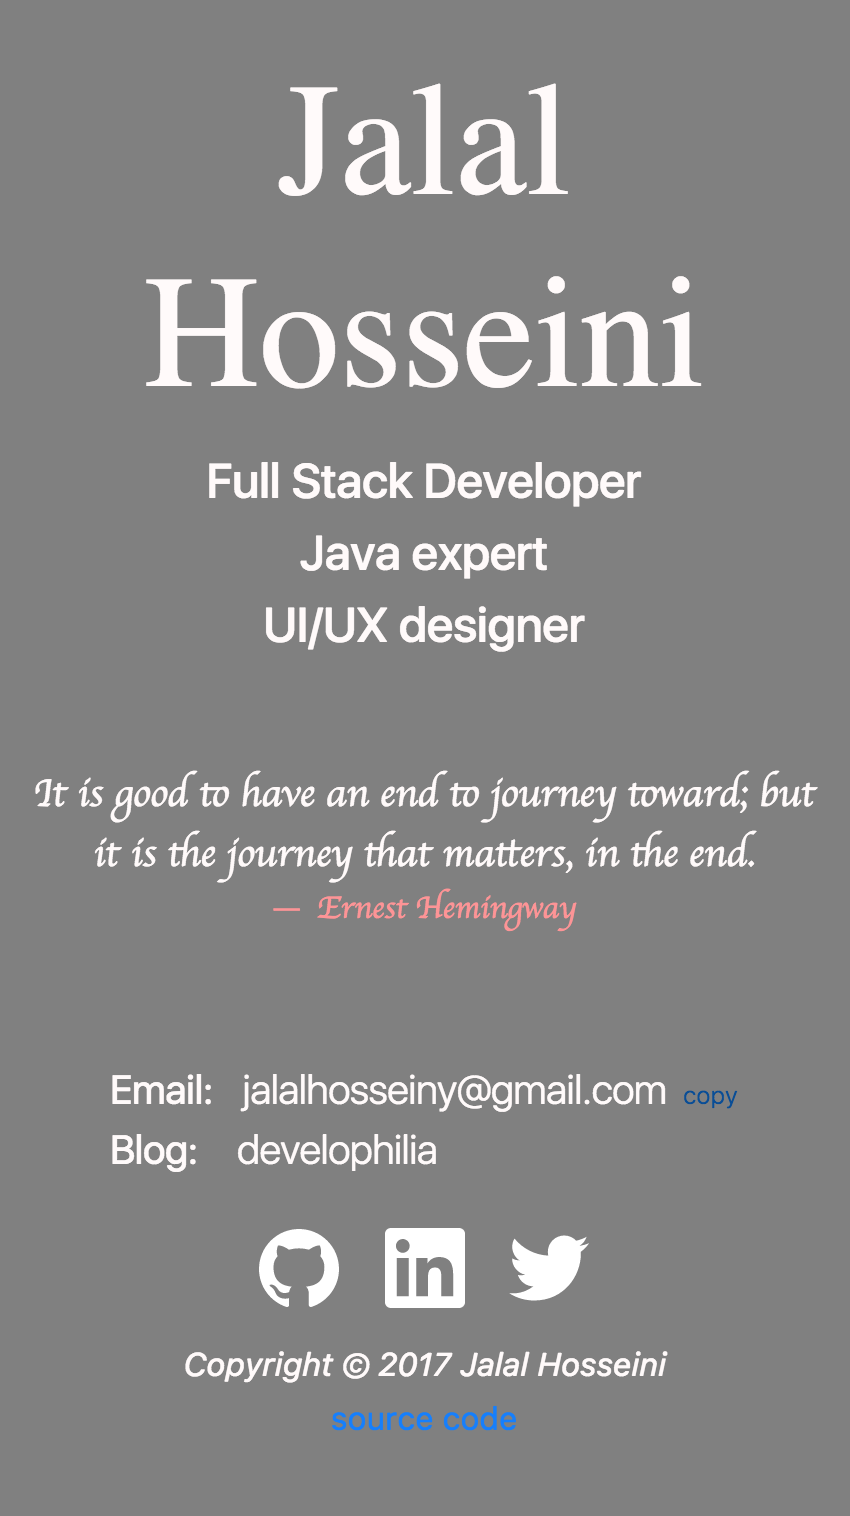 Jalal
Hosseini
Full Stack Developer
Java expert
UI/UX designer
It is good to have an end to journey toward; but
it is the journey that matters, in the end.
— Ernest Hemingway
Email: jalalhosseiny@gmail.com copy
Blog: develophilia
in
Copyright © 2017 Jalal Hosseini
source code